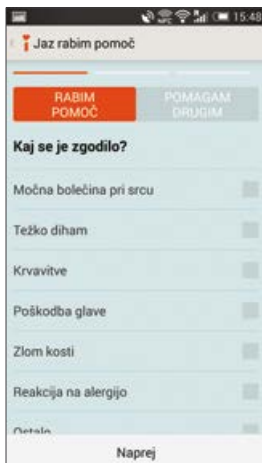 15:48
Jaz rabim pomoč
RABIM
POMOČ
POMAGAM
DRUGIM
Kaj se je zgodilo?
Močna bolečina pri srcu
Težko diham
Krvavitve
Poškodba glave
Zlom kosti
Reakcija na alergijo
Ostalo
Naprej